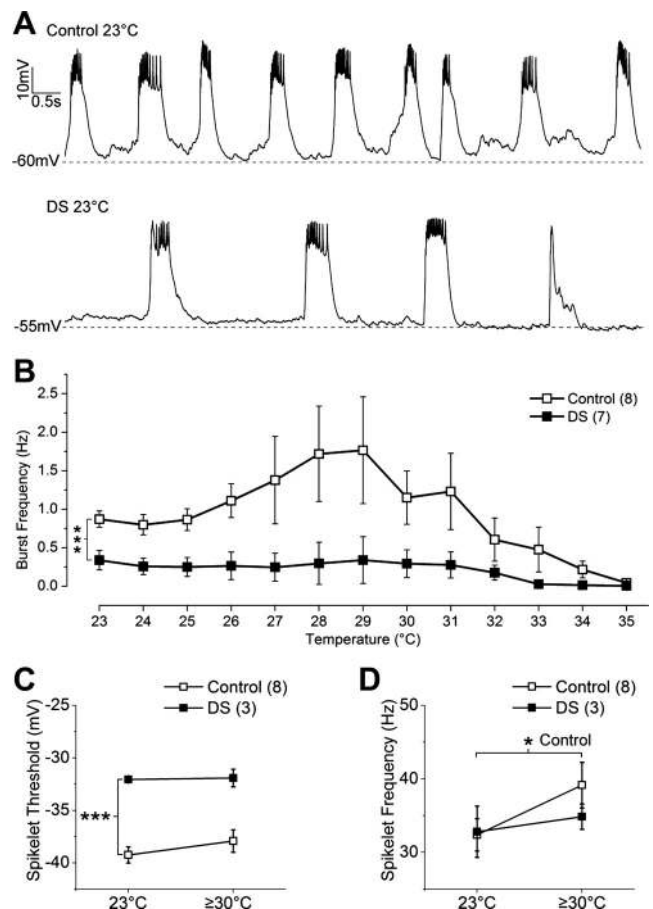 A
Control 23°C
10mV
0.5s
-60mV
DS 23°C
-55mV
B
Burst Frequency (Hz)
2.5
2.0
1.5
1.0
0.5
0.0
***
Control (8)
DS (7)
23 24 25 26 27 28 29 30 31 32 33 34 35
Temperature (°C)
C
Control (8)
DS (3)
Spikelet Threshold (mV)
-25
-30
-35
-40
***
23°C ≥30°C
D
Control (8)
DS (3)
Spikelet Frequency (Hz)
50
40
30
* Control
23°C ≥30°C